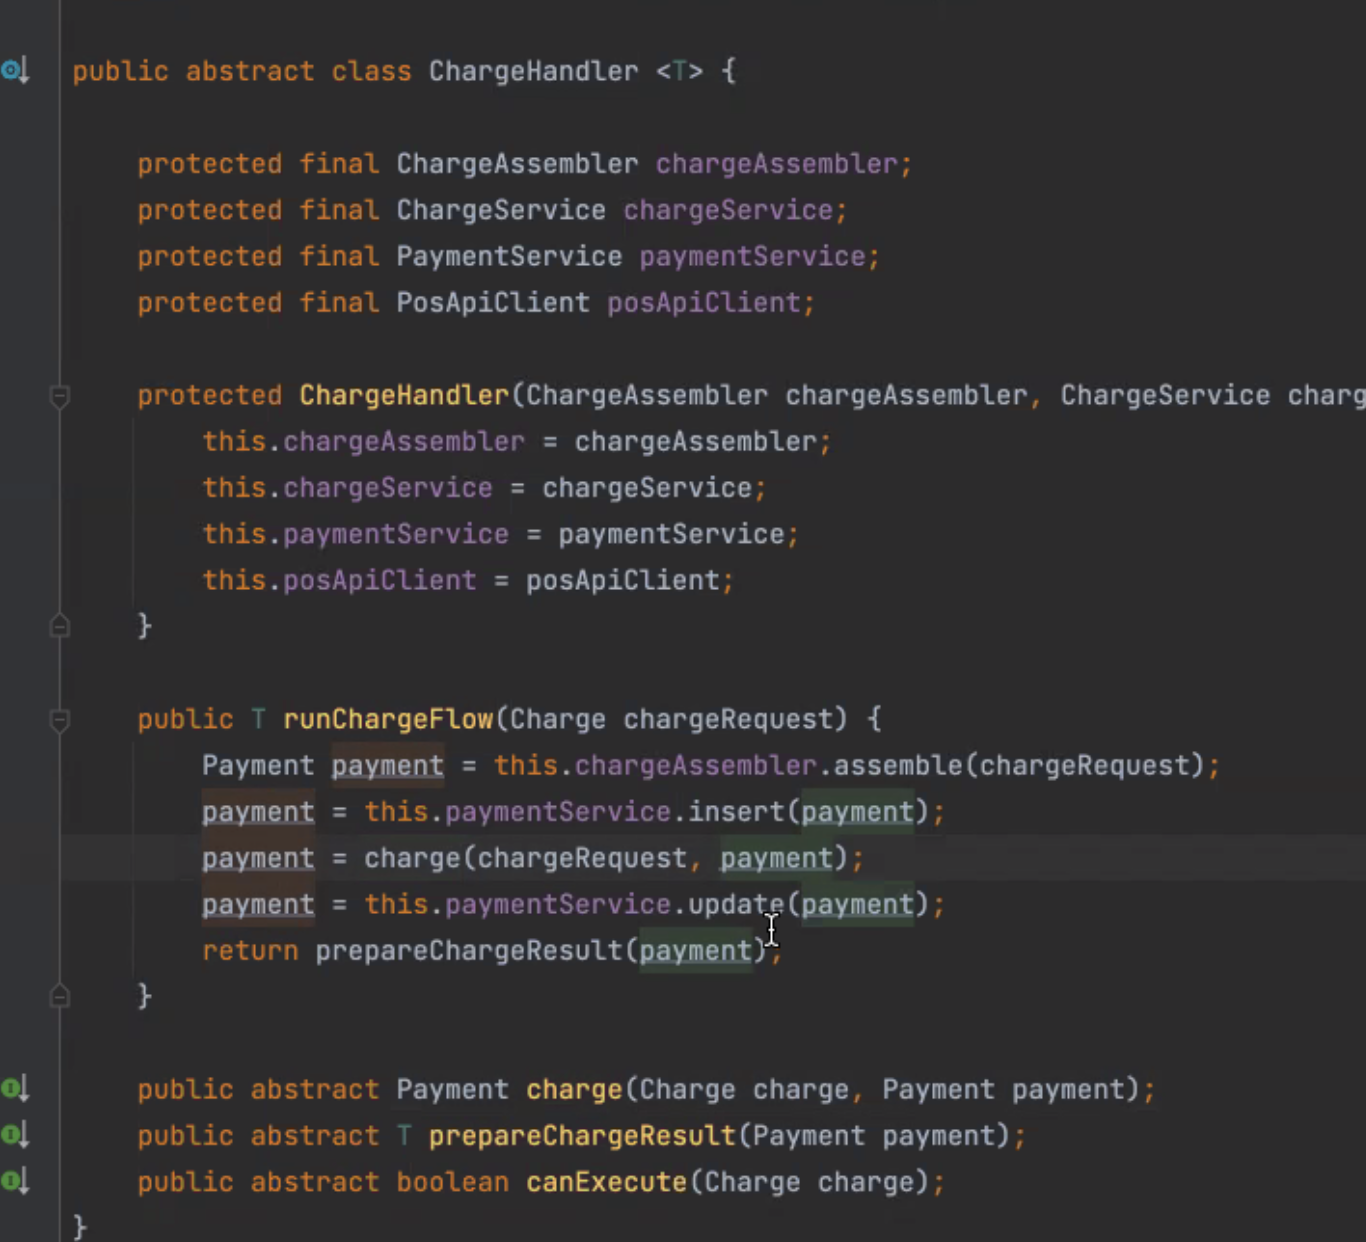 public abstract class ChargeHandler <T> {
protected final ChargeAssembler chargeAssembler;
protected final ChargeService chargeService;
protected final PaymentService paymentService;
protected final PosApiClient posApiClient;
protected ChargeHandler(ChargeAssembler chargeAssembler, ChargeService charg
this.chargeAssembler = chargeAssembler;
this.chargeService = chargeService;
this.paymentService = paymentService;
this.posApiClient = posApiClient;
}
public T runChargeFlow(Charge chargeRequest) {
Payment payment = this.chargeAssembler.assemble(chargeRequest);
payment = this.paymentService.insert(payment);
payment = charge(chargeRequest, payment);
payment = this.paymentService.update(payment);
return prepareChargeResult(payment);
}
public abstract Payment charge(Charge charge, Payment payment);
public abstract T prepareChargeResult(Payment payment);
public abstract boolean canExecute(Charge charge);
}